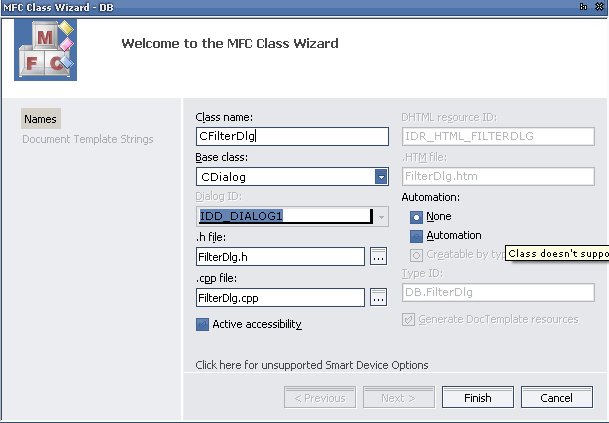 MFC Class Wizard - DB
M
F C
Welcome to the MFC Class Wizard
Names
Document Template Strings
Class name:
CFilterDlg
Base class:
CDialog
Dialog ID:
IDD_DIALOG1
.h file:
FilterDlg.h
...
.cpp file:
FilterDlg.cpp
...
Active accessibility
DHTML resource ID:
IDR_HTML_FILTERDLG
.HTM file:
FilterDlg.htm
Automation:
None
Automation
Creatable by typ
Class doesn't suppo
Type ID:
DB.FilterDlg
Generate DocTemplate resources
Click here for unsupported Smart Device Options
< Previous
Next >
Finish
Cancel